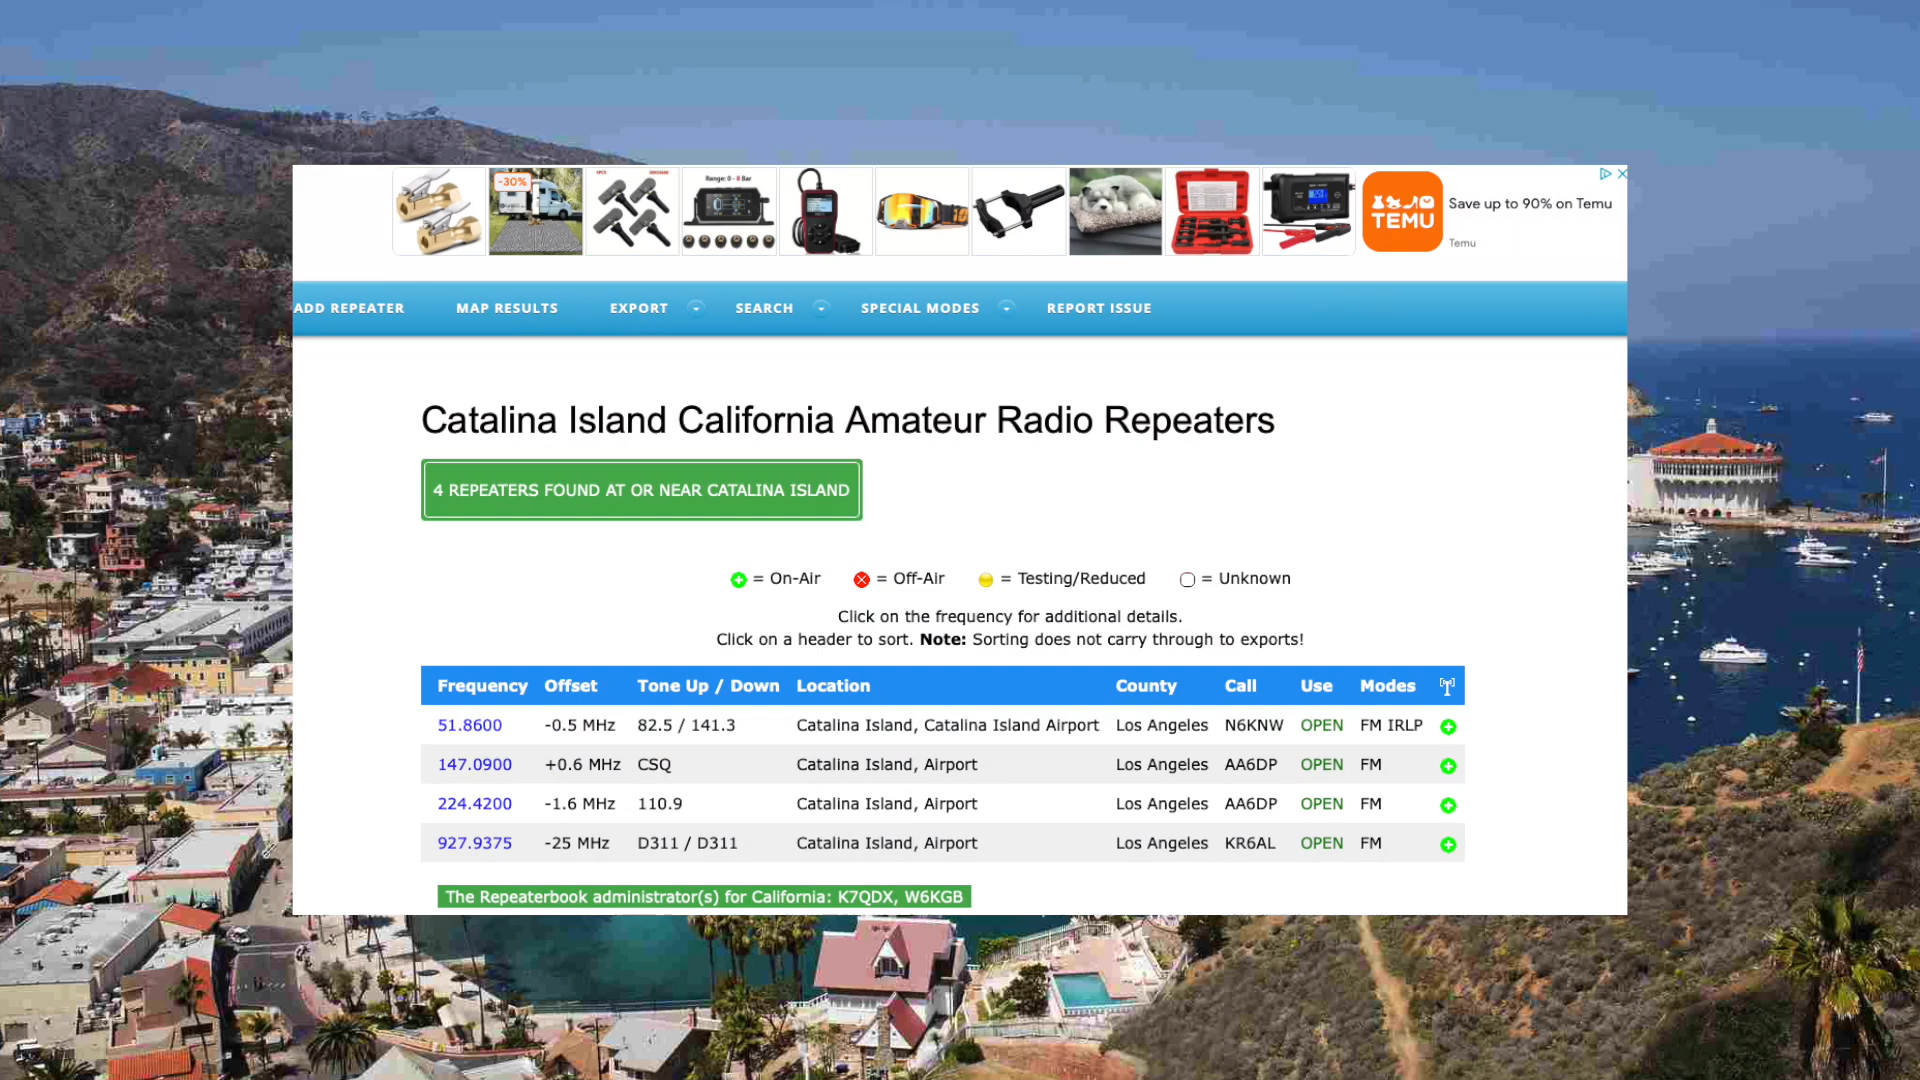 -30%
Range: 0 - 8 Bar
TEMU
Save up to 90% on Temu
Temu
ADD REPEATER MAP RESULTS EXPORT SEARCH SPECIAL MODES REPORT ISSUE
Catalina Island California Amateur Radio Repeaters
4 REPEATERS FOUND AT OR NEAR CATALINA ISLAND
= On-Air = Off-Air = Testing/Reduced = Unknown
Click on the frequency for additional details.
Click on a header to sort. Note: Sorting does not carry through to exports!
Frequency Offset Tone Up / Down Location County Call Use Modes
51.8600 -0.5 MHz 82.5 / 141.3 Catalina Island, Catalina Island Airport Los Angeles N6KNW OPEN FM IRLP
147.0900 +0.6 MHz CSQ Catalina Island, Airport Los Angeles AA6DP OPEN FM
224.4200 -1.6 MHz 110.9 Catalina Island, Airport Los Angeles AA6DP OPEN FM
927.9375 -25 MHz D311 / D311 Catalina Island, Airport Los Angeles KR6AL OPEN FM
The Repeaterbook administrator(s) for California: K7QDX, W6KGB